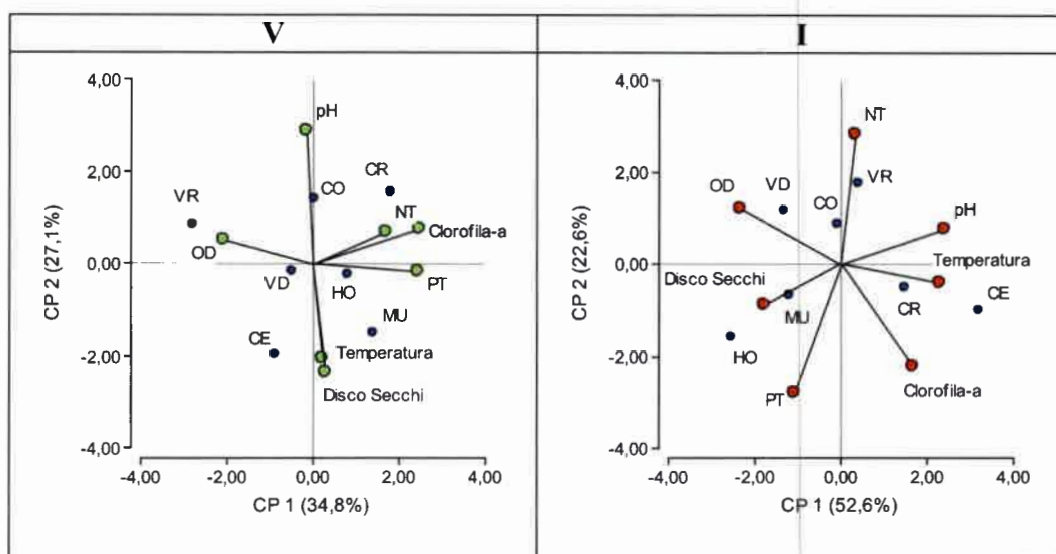 V
I
4,00
2,00
0,00
-2,00
-4,00
CP 2 (27,1%)
-4,00 -2,00 0,00 2,00 4,00
CP 1 (34,8%)
pH
CO
CR
VR
NT
Clorofila-a
OD
VD
HO
PT
MU
CE
Temperatura
Disco Secchi
4,00
2,00
0,00
-2,00
-4,00
CP 2 (22,6%)
-4,00 -2,00 0,00 2,00 4,00
CP 1 (52,6%)
NT
OD
VD
VR
CO
pH
Disco Secchi
Temperatura
MU
CR
CE
HO
PT
Clorofila-a